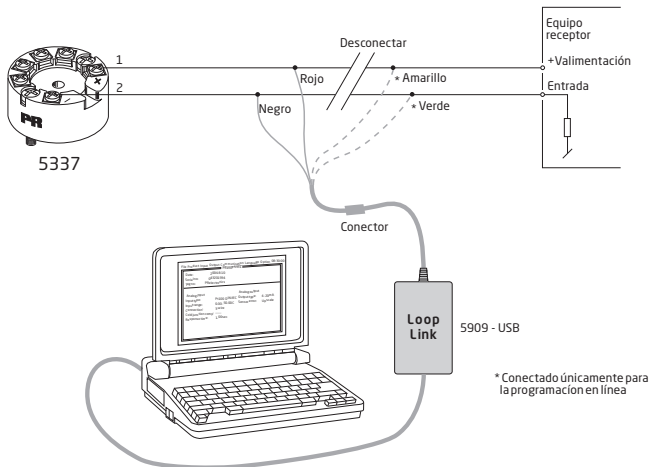 Equipo
receptor
Desconectar
1
+Valimentación
Rojo
* Amarillo
2
Entrada
Negro
* Verde
PR
5337
Conector
Loop
Link
5909 - USB
* Conectado únicamente para
la programacíon en línea